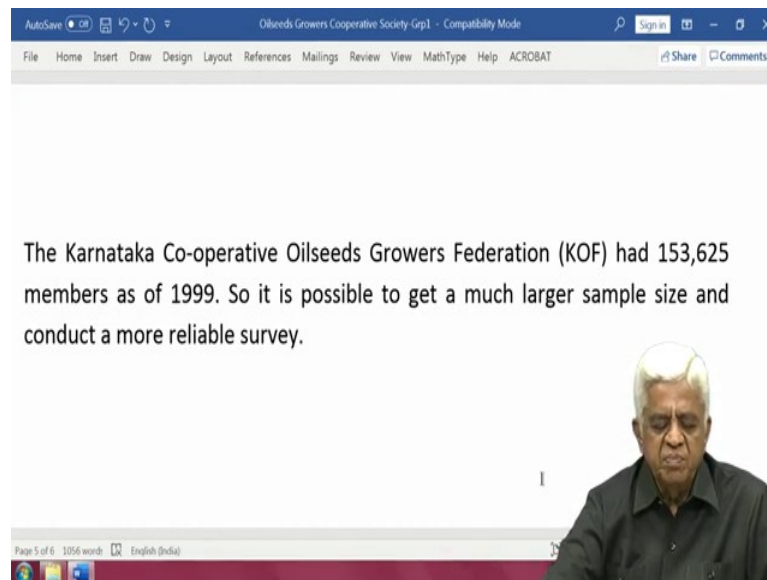 AutoSave Off Oilseeds Growers Cooperative Society-Grp1 - Compatibility Mode Sign in
File Home Insert Draw Design Layout References Mailings Review View MathType Help ACROBAT Share Comments
The Karnataka Co-operative Oilseeds Growers Federation (KOF) had 153,625
members as of 1999. So it is possible to get a much larger sample size and
conduct a more reliable survey.
Page 5 of 6 1056 words English (India)